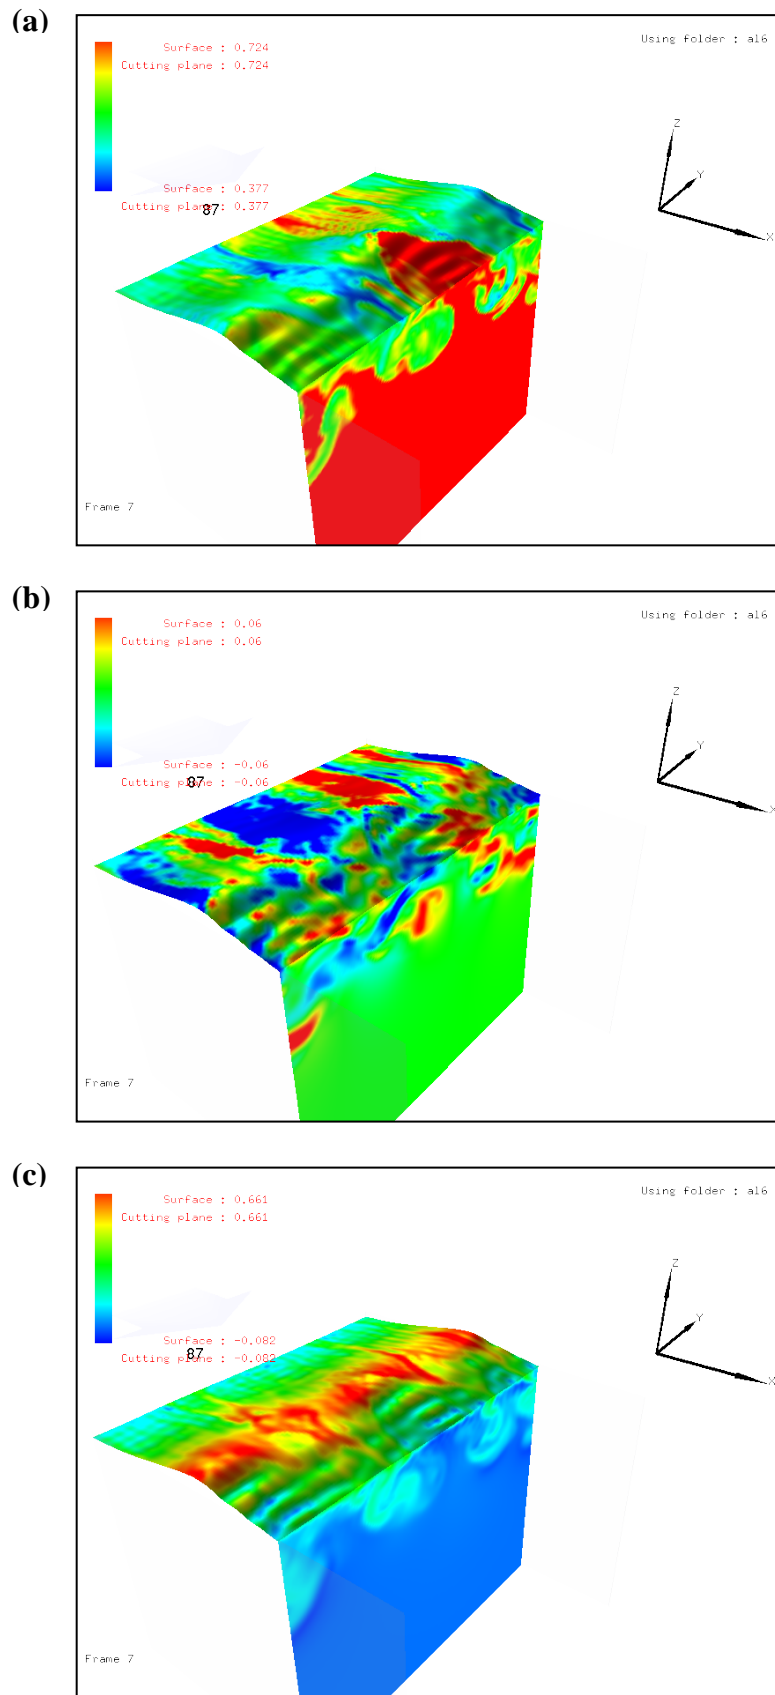 (a)
Surface : 0.724
Using folder : al6
Cutting plane : 0.724
Z
Y
X
Surface : 0.377
Cutting plane : 0.377
87
Frame 7
(b)
Surface : 0.06
Using folder : al6
Cutting plane : 0.06
Z
Y
X
Surface : -0.06
Cutting plane : -0.06
87
Frame 7
(c)
Surface : 0.661
Using folder : al6
Cutting plane : 0.661
Z
Y
X
Surface : -0.082
Cutting plane : -0.082
87
Frame 7